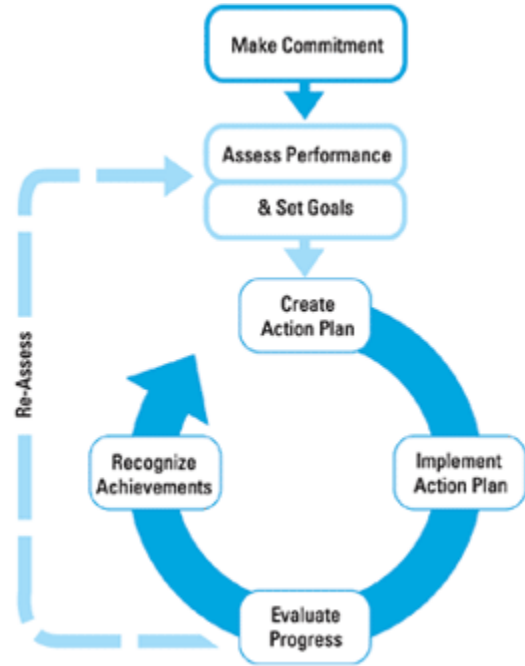 Make Commitment
Assess Performance
& Set Goals
Create
Action Plan
Re-Assess
Recognize
Achievements
Implement
Action Plan
Evaluate
Progress